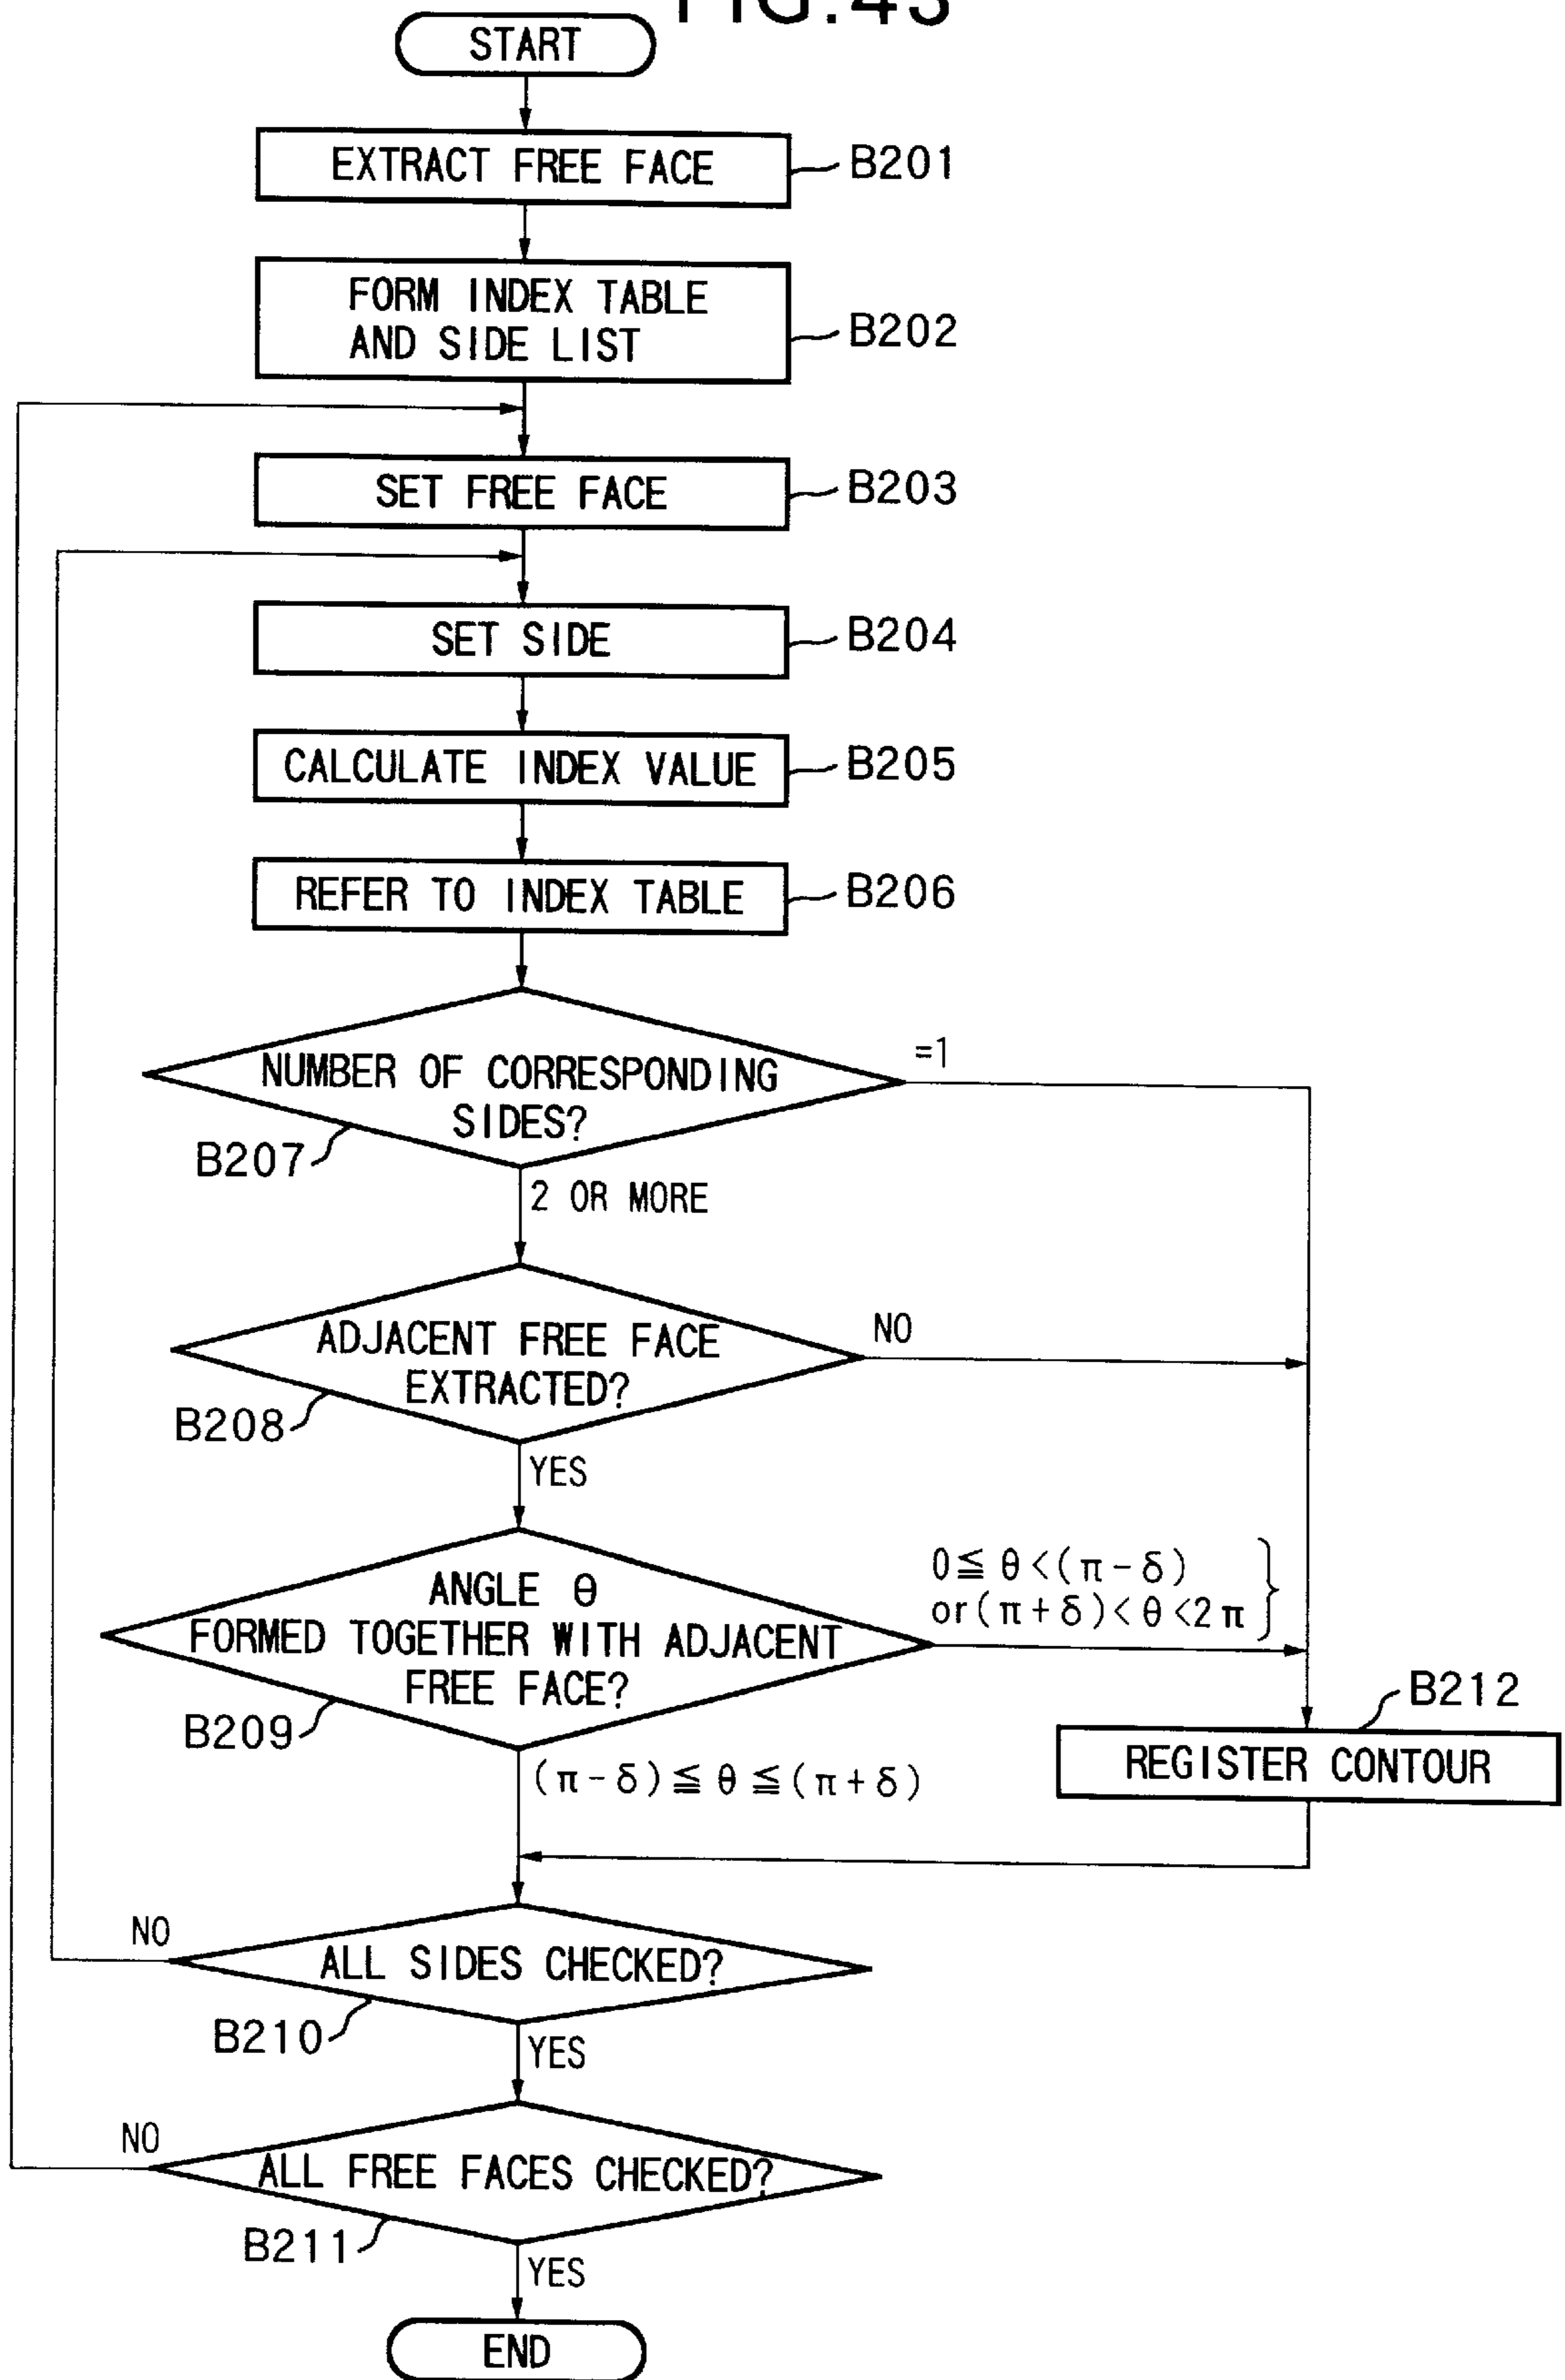 FIG.43
START
EXTRACT FREE FACE
B201
FORM INDEX TABLE
AND SIDE LIST
B202
SET FREE FACE
B203
SET SIDE
B204
CALCULATE INDEX VALUE
B205
REFER TO INDEX TABLE
B206
NUMBER OF CORRESPONDING
SIDES?
=1
B207
2 OR MORE
ADJACENT FREE FACE
EXTRACTED?
NO
B208
YES
ANGLE θ
FORMED TOGETHER WITH ADJACENT
FREE FACE?
0≦θ<(π-δ)
or(π+δ)<θ<2π
B209
(π-δ)≦θ≦(π+δ)
B212
REGISTER CONTOUR
NO
ALL SIDES CHECKED?
B210
YES
NO
ALL FREE FACES CHECKED?
B211
YES
END